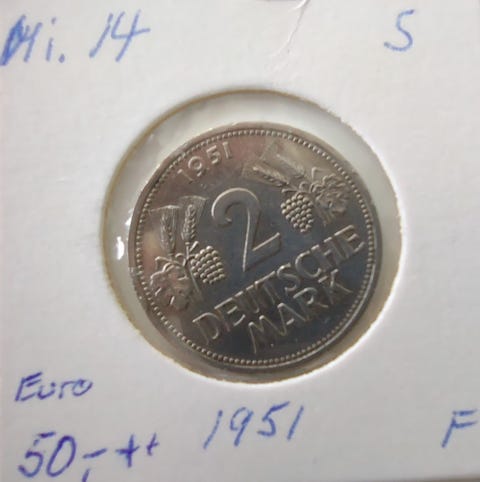 Mi. 14 S
1951
2
DEUTSCHE
MARK
Euro
50,- ++ 1951 F